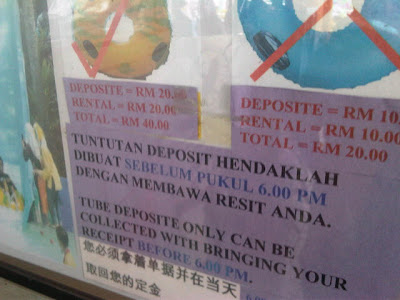 DEPOSITE = RM 20.00
RENTAL = RM 20.00
TOTAL = RM 40.00
DEPOSITE = RM 10.
RENTAL = RM 10.00
TOTAL = RM 20.00
TUNTUTAN DEPOSIT HENDAKLAH
DIBUAT SEBELUM PUKUL 6.00 PM
DENGAN MEMBAWA RESIT ANDA.
TUBE DEPOSITE ONLY CAN BE
COLLECTED WITH BRINGING YOUR
RECEIPT BEFORE 6.00 PM.
您必须拿着单据并在当天
取回您的定金